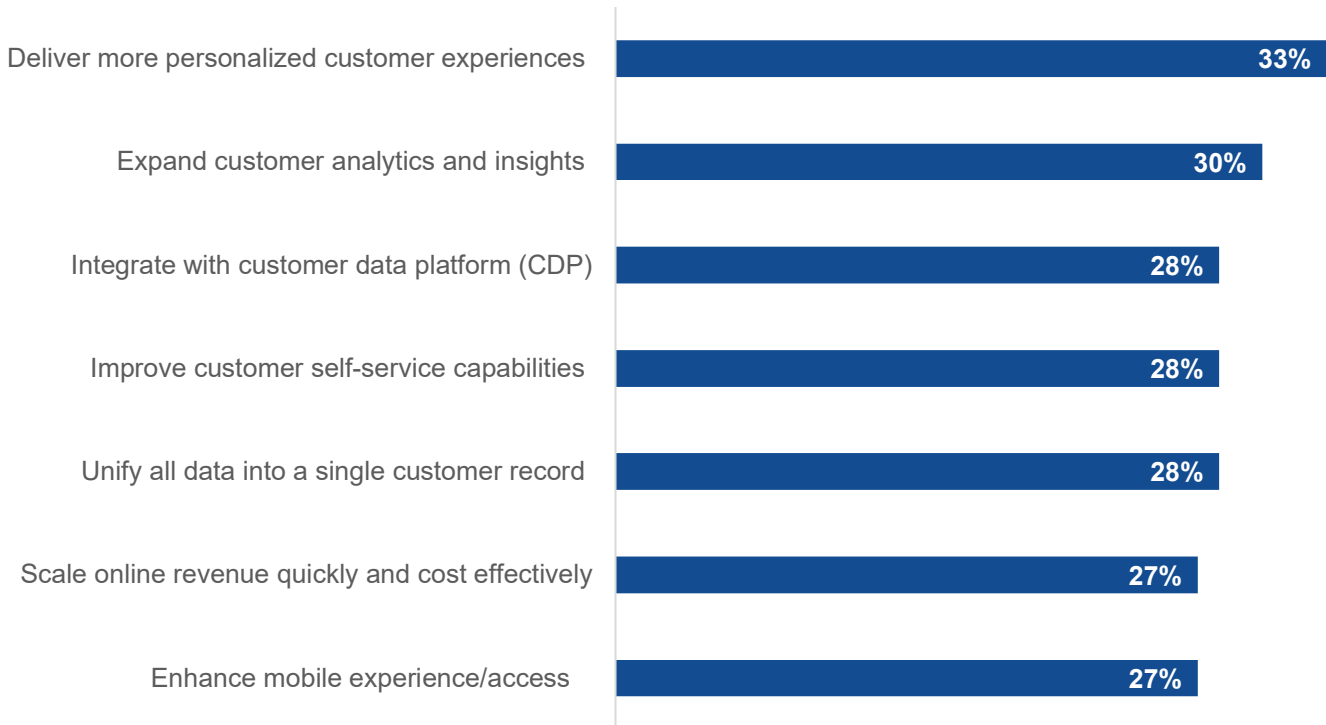 Deliver more personalized customer experiences 33%
Expand customer analytics and insights 30%
Integrate with customer data platform (CDP) 28%
Improve customer self-service capabilities 28%
Unify all data into a single customer record 28%
Scale online revenue quickly and cost effectively 27%
Enhance mobile experience/access 27%